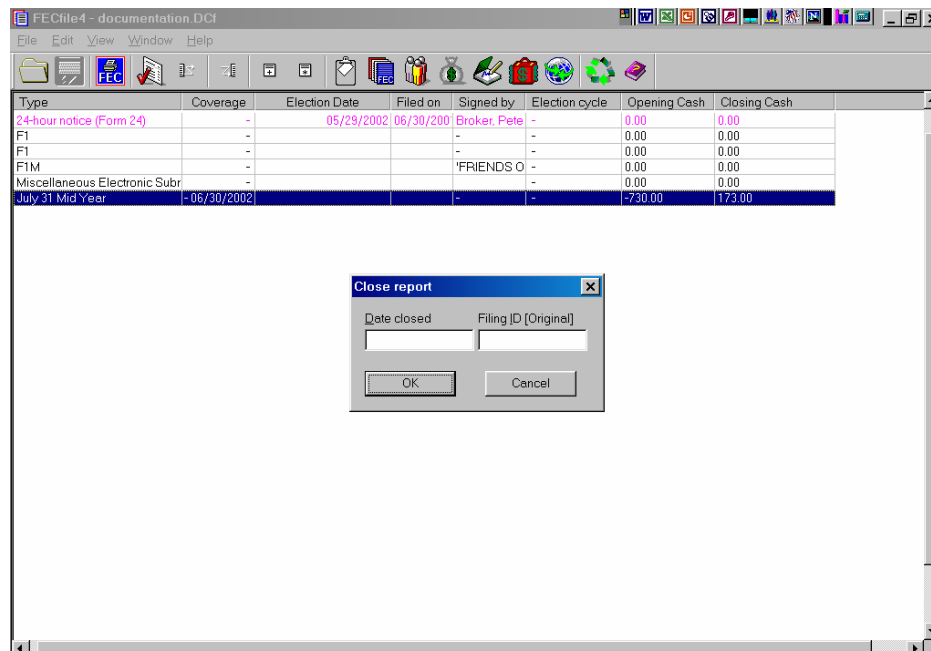 FECfile4 - documentation.DCf
File Edit View Window Help
FEC FEC
Type Coverage Election Date Filed on Signed by Election cycle Opening Cash Closing Cash
24-hour notice (Form 24) - 05/29/2002 06/30/200 Broker, Pete - 0.00 0.00
F1 - - - 0.00 0.00
F1 - - - 0.00 0.00
F1M - 'FRIENDS O - 0.00 0.00
Miscellaneous Electronic Subr - - 0.00 0.00
July 31 Mid Year - 06/30/2002 - - -730.00 173.00
Close report
Date closed Filing ID [Original]
OK Cancel